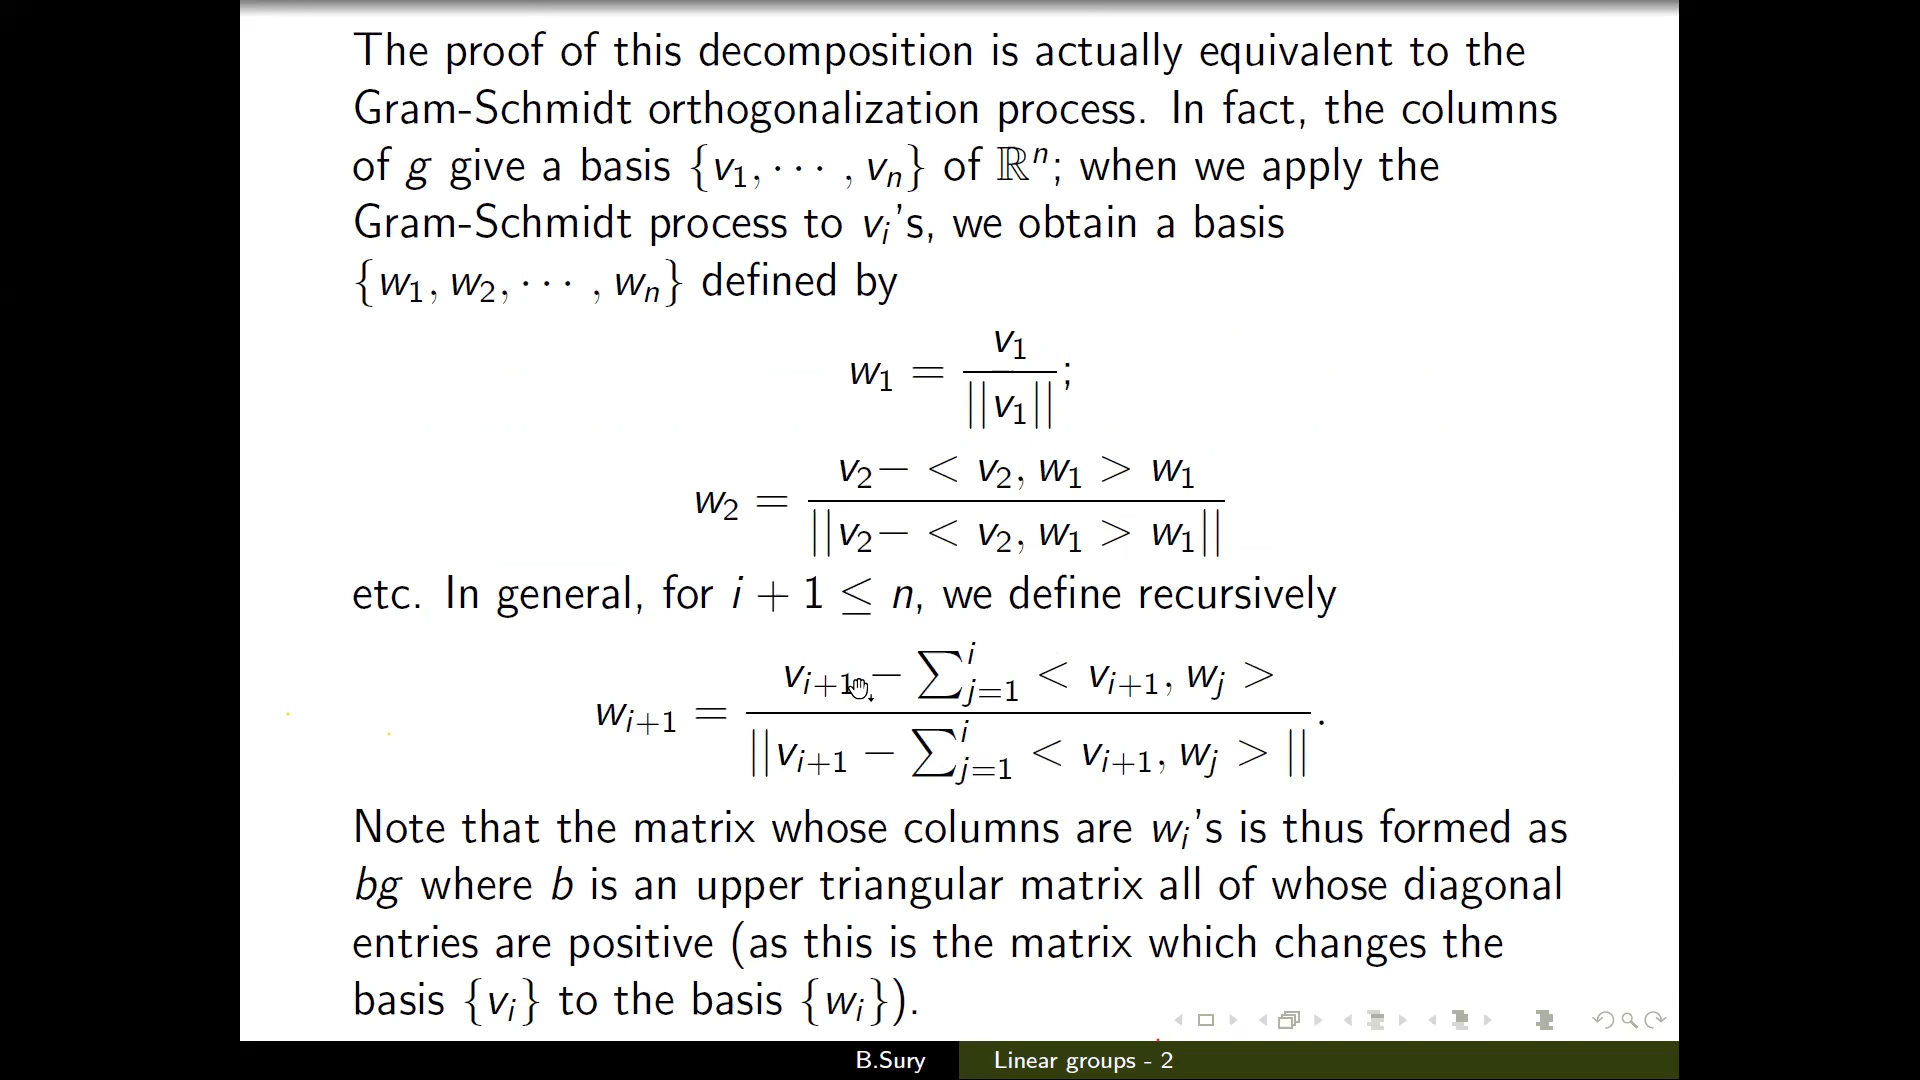 The proof of this decomposition is actually equivalent to the
Gram-Schmidt orthogonalization process. In fact, the columns
of g give a basis {v₁, ··· , vₙ} of ℝⁿ; when we apply the
Gram-Schmidt process to vᵢ's, we obtain a basis
{w₁, w₂, ··· , wₙ} defined by
w₁ = v₁ / ||v₁|| ;
w₂ = v₂− < v₂, w₁ > w₁ / ||v₂− < v₂, w₁ > w₁||
etc. In general, for i + 1 ≤ n, we define recursively
wᵢ₊₁ = vᵢ₊₁ − ∑ⁱⱼ₌₁ < vᵢ₊₁, wⱼ > / ||vᵢ₊₁ − ∑ⁱⱼ₌₁ < vᵢ₊₁, wⱼ > || .
Note that the matrix whose columns are wᵢ's is thus formed as
bg where b is an upper triangular matrix all of whose diagonal
entries are positive (as this is the matrix which changes the
basis {vᵢ} to the basis {wᵢ}).
B.Sury Linear groups - 2